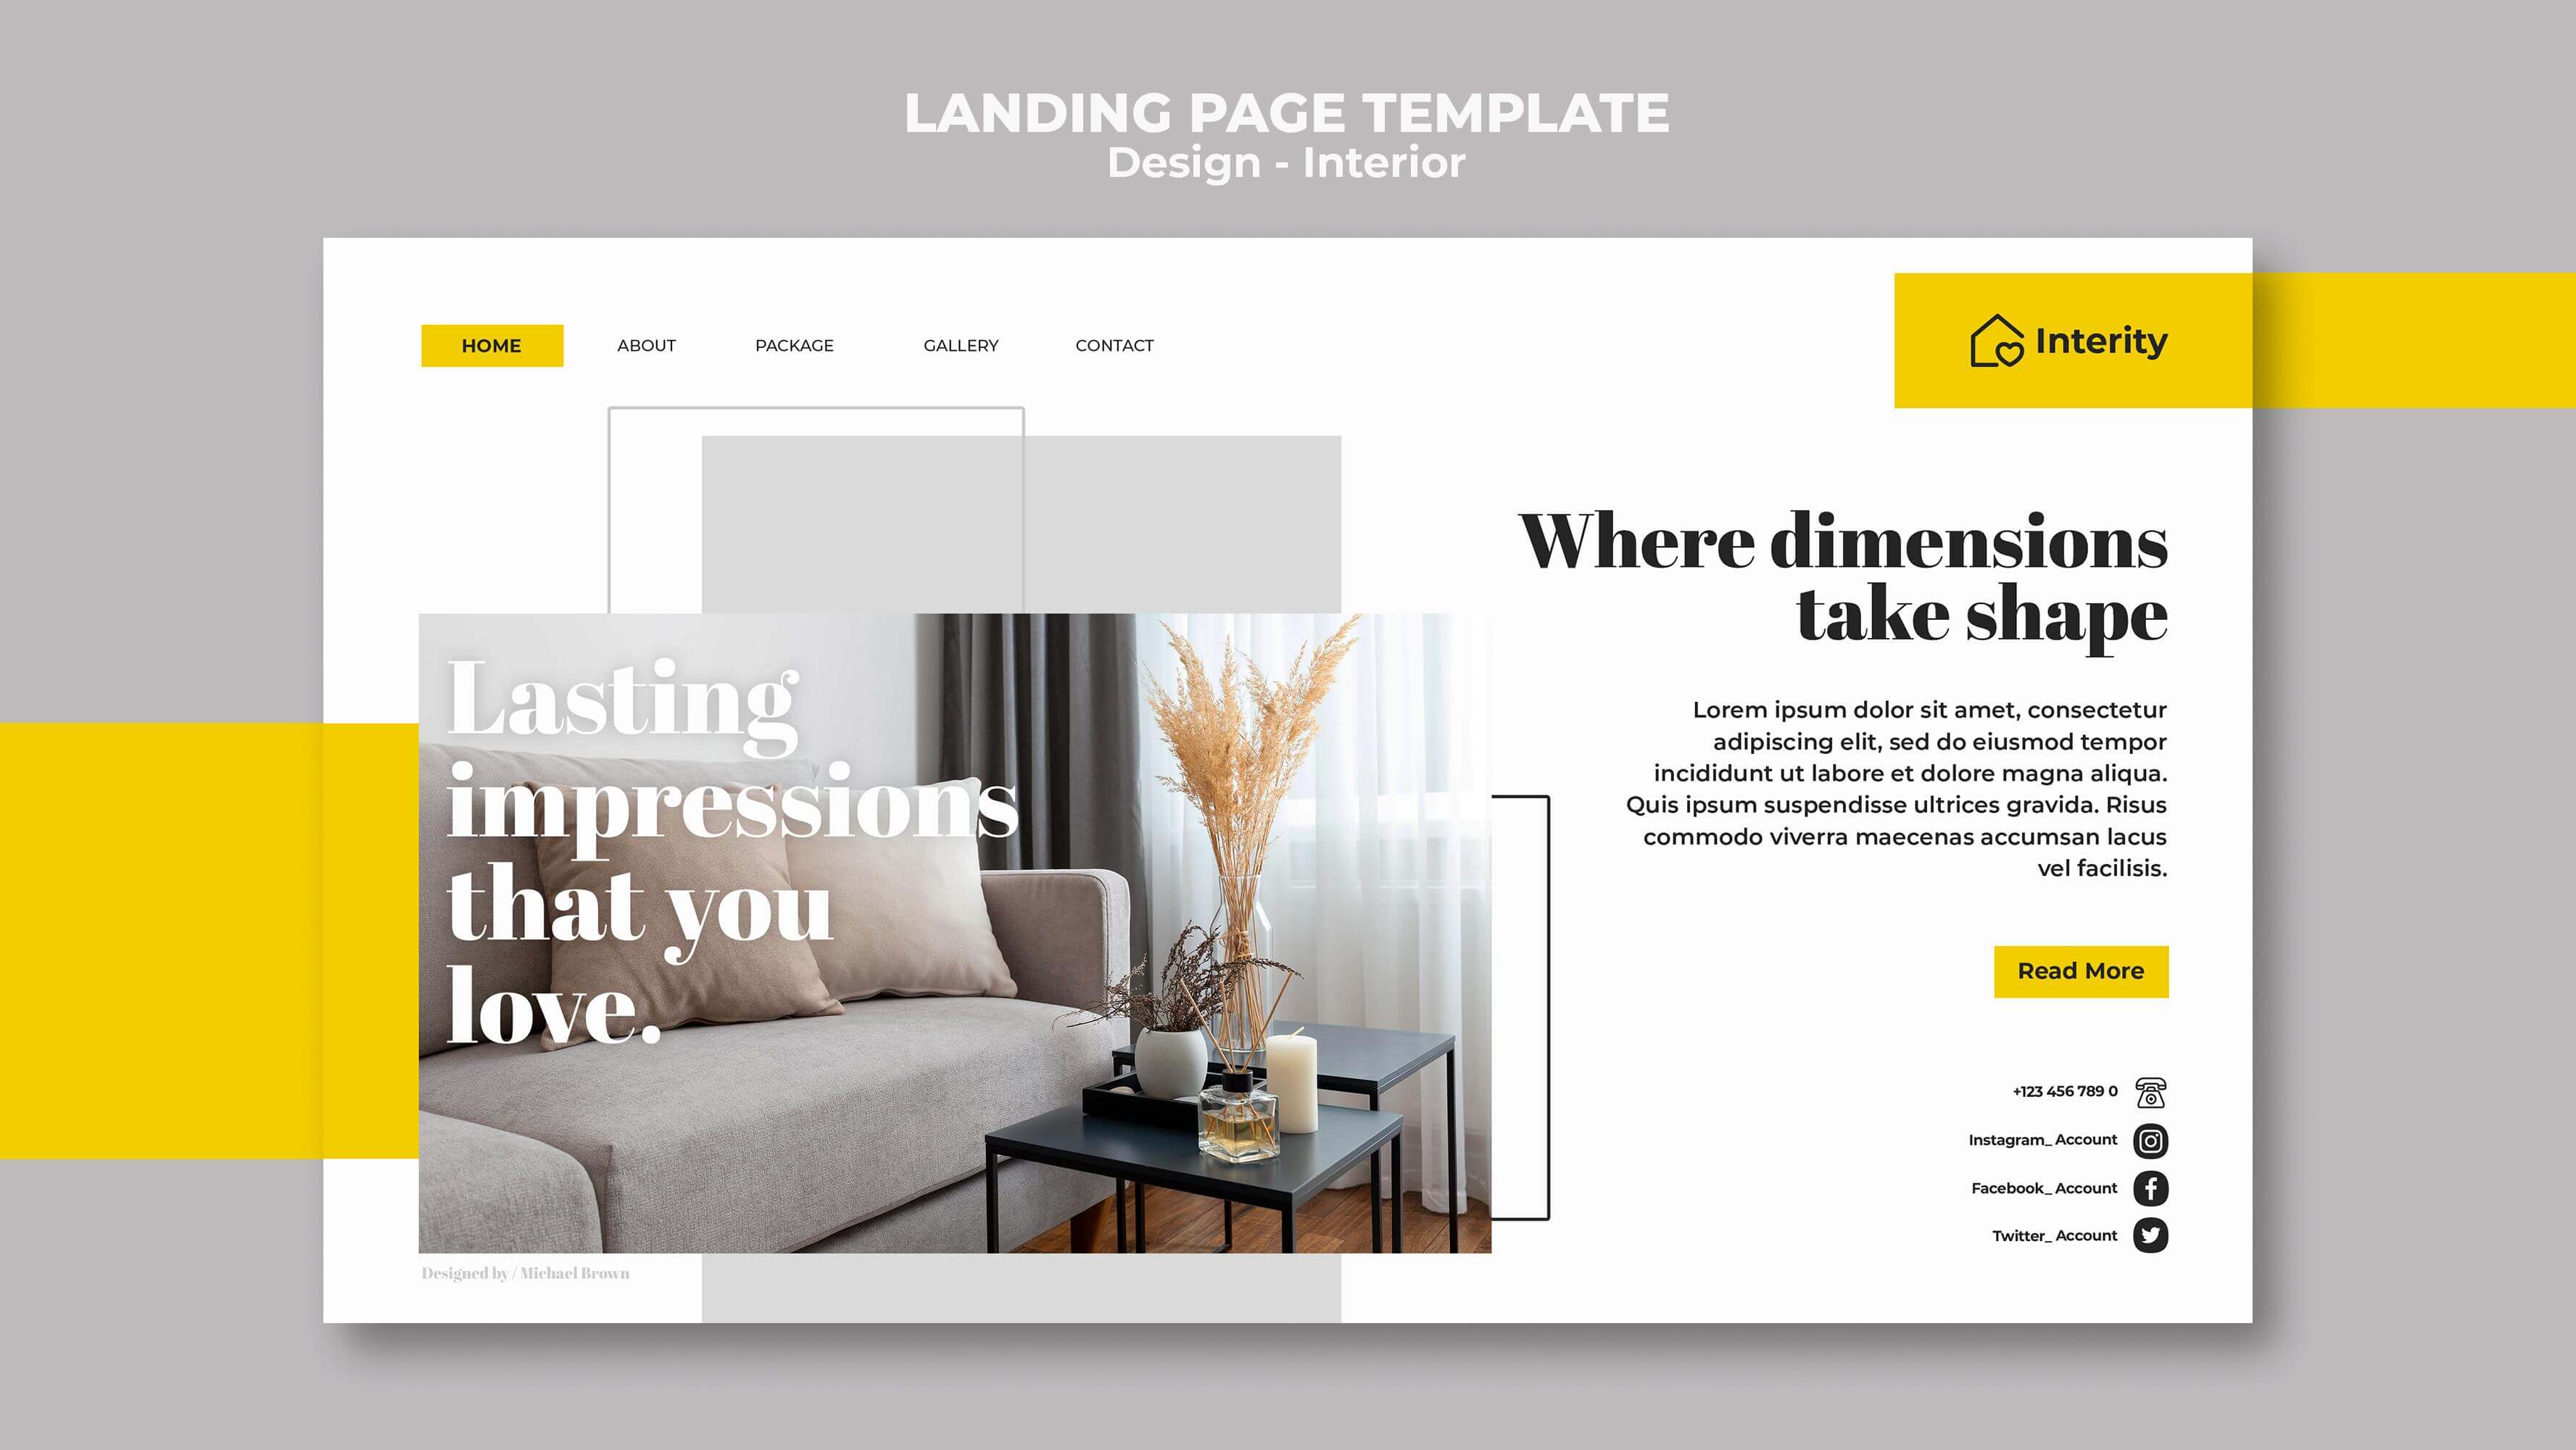 LANDING PAGE TEMPLATE
Design - Interior
HOME
ABOUT
PACKAGE
GALLERY
CONTACT
Interity
Lasting
impressions
that you
love.
Designed by / Michael Brown
Where dimensions
take shape
Lorem ipsum dolor sit amet, consectetur
adipiscing elit, sed do eiusmod tempor
incididunt ut labore et dolore magna aliqua.
Quis ipsum suspendisse ultrices gravida. Risus
commodo viverra maecenas accumsan lacus
vel facilisis.
Read More
+123 456 789 0
Instagram_ Account
Facebook_ Account
Twitter_ Account